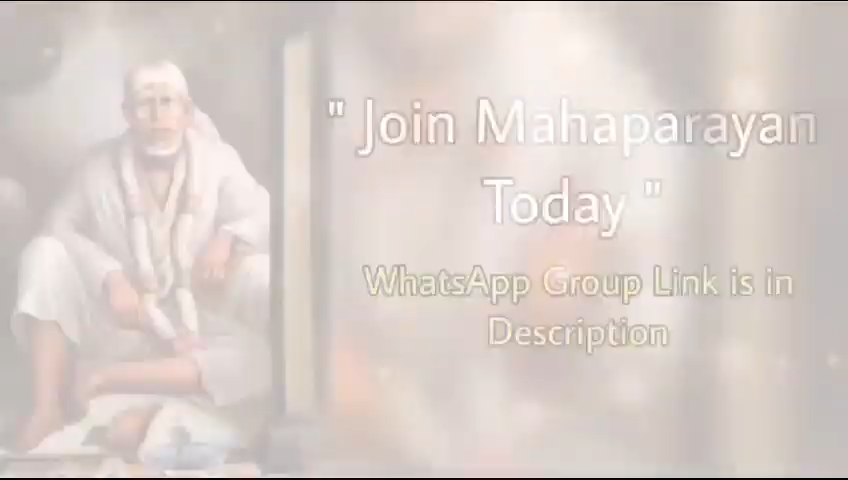 " Join Mahaparayan
Today "
WhatsApp Group Link is in
Description